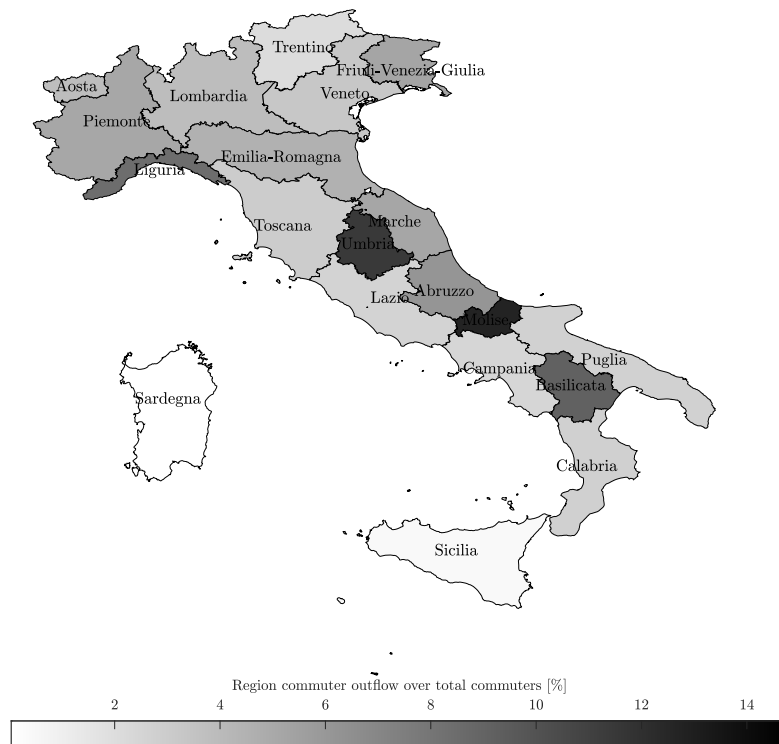 Trentino
Friuli-Venezia-Giulia
Aosta
Lombardia
Veneto
Piemonte
Emilia-Romagna
Liguria
Marche
Toscana
Umbria
Abruzzo
Lazio
Molise
Puglia
Campania
Basilicata
Sardegna
Calabria
Sicilia
Region commuter outflow over total commuters [%]
2 4 6 8 10 12 14